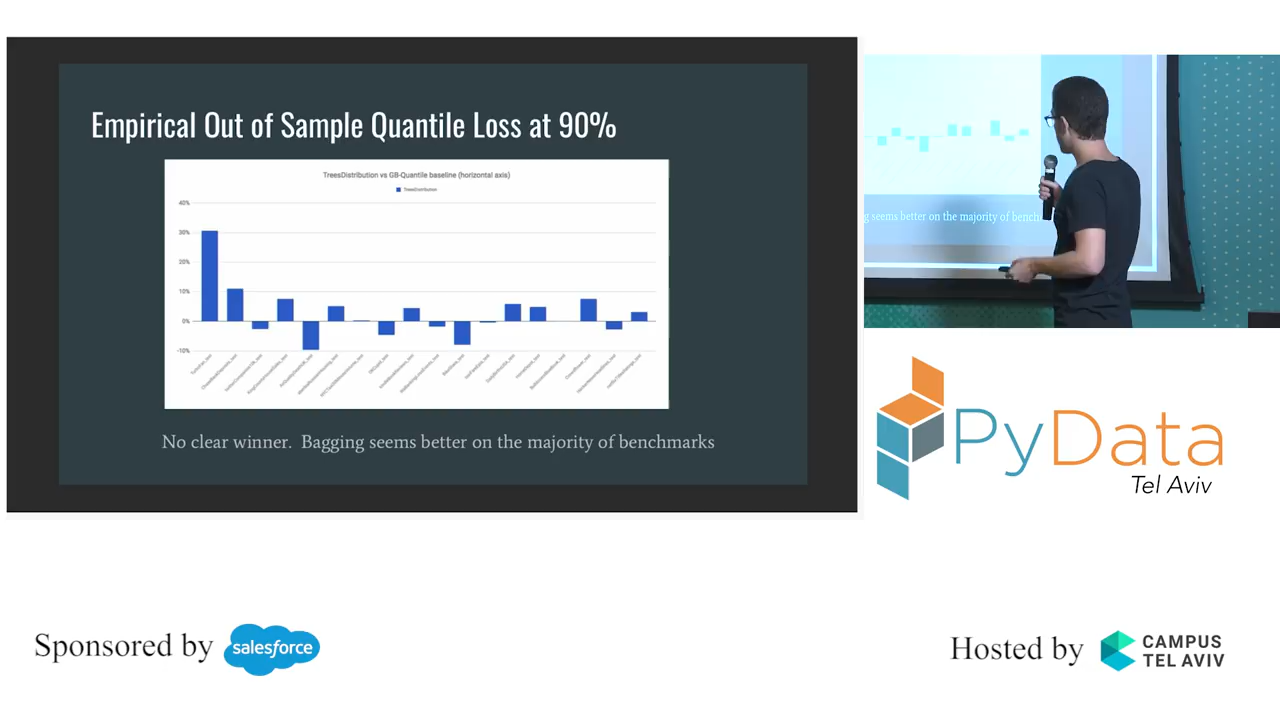 Empirical Out of Sample Quantile Loss at 90%
TreesDistribution vs GB-Quantile baseline (horizontal axis)
TreesDistribution
40%
30%
20%
10%
0%
-10%
No clear winner. Bagging seems better on the majority of benchmarks
seems better on the majority of bench
PyData
Tel Aviv
Sponsored by
salesforce
Hosted by
CAMPUS
TEL AVIV